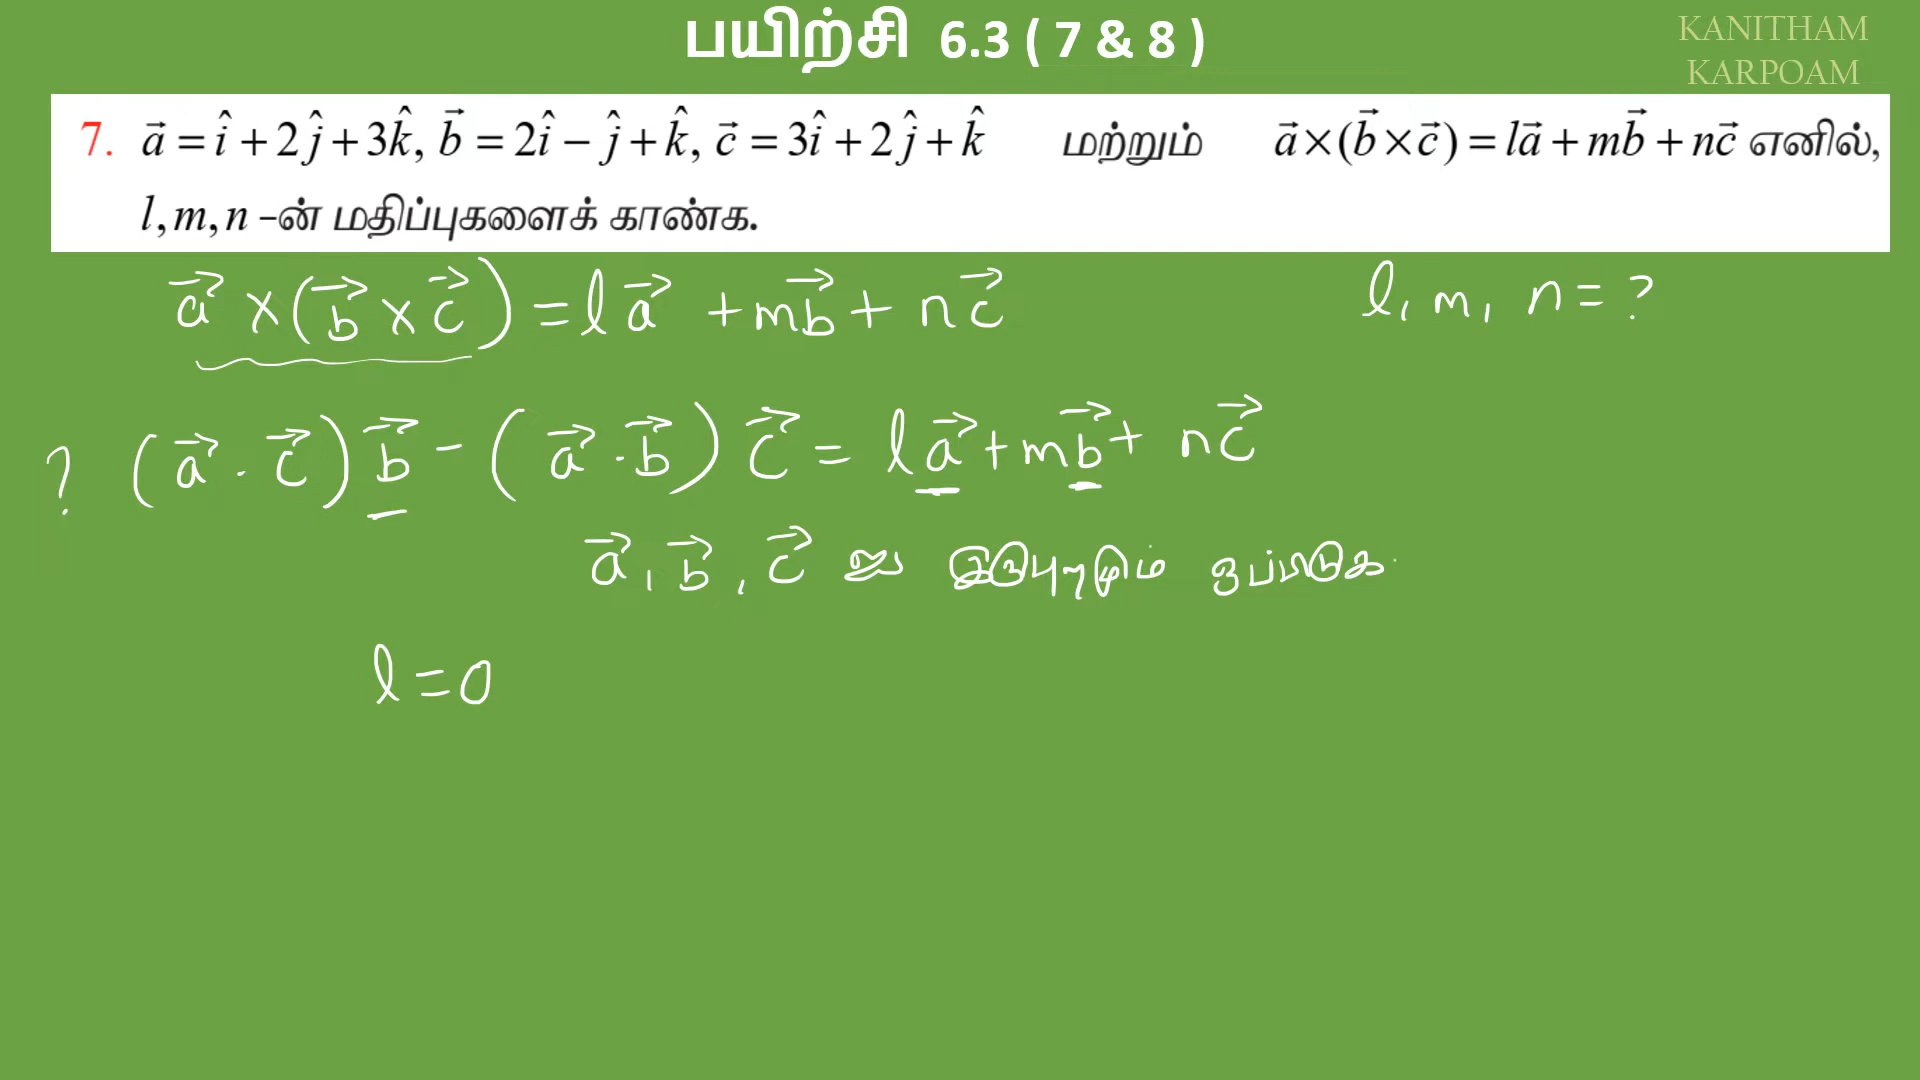 பயிற்சி 6.3 ( 7 & 8 )
KANITHAM
KARPOAM
7. a⃗ = î + 2ĵ + 3k̂, b⃗ = 2î − ĵ + k̂, c⃗ = 3î + 2ĵ + k̂ மற்றும் a⃗×(b⃗×c⃗) = la⃗ + mb⃗ + nc⃗ எனில்,
l, m, n –ன் மதிப்புகளைக் காண்க.
a⃗ × (b⃗ × c⃗) = l a⃗ + m b⃗ + n c⃗
l, m, n = ?
? (a⃗ · c⃗) b⃗ − (a⃗ · b⃗) c⃗ = l a⃗ + m b⃗ + n c⃗
a⃗, b⃗, c⃗ ஐ இருபுறமும் ஒப்பிடுக
l = 0